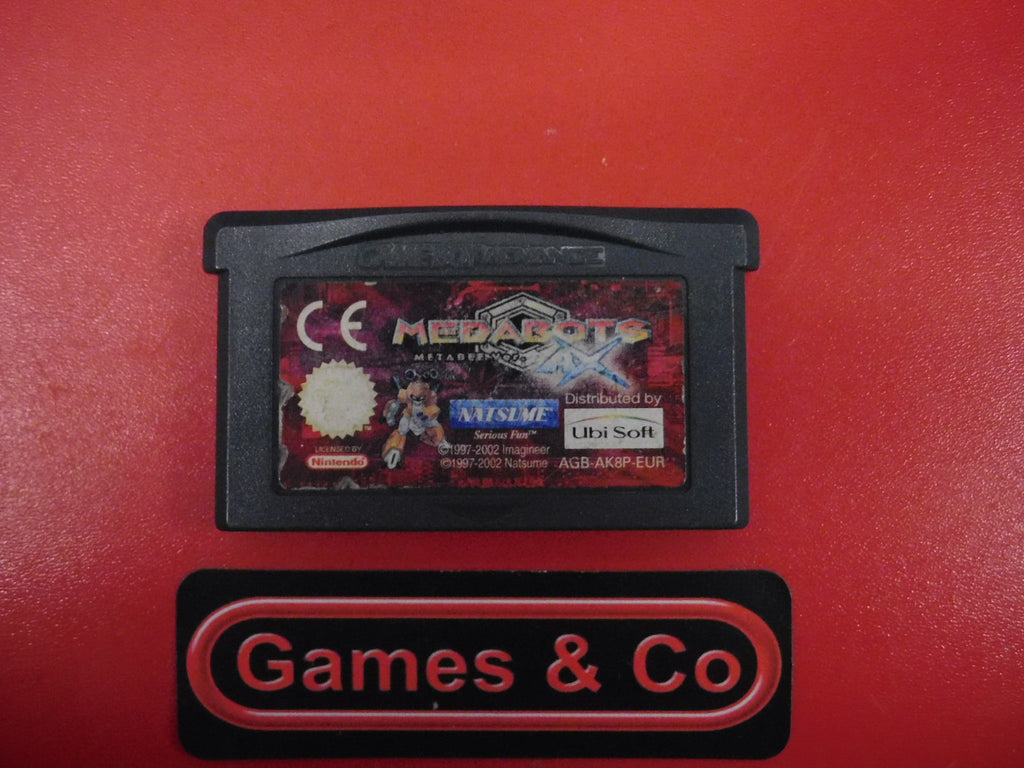 GAME BOY ADVANCE
CE
MEDABOTS
METABEE
AX
NATSUME
Serious Fun™
Distributed by
Ubi Soft
LICENSED BY
Nintendo
©1997-2002 Imagineer
©1997-2002 Natsume
AGB-AK8P-EUR
Games & Co